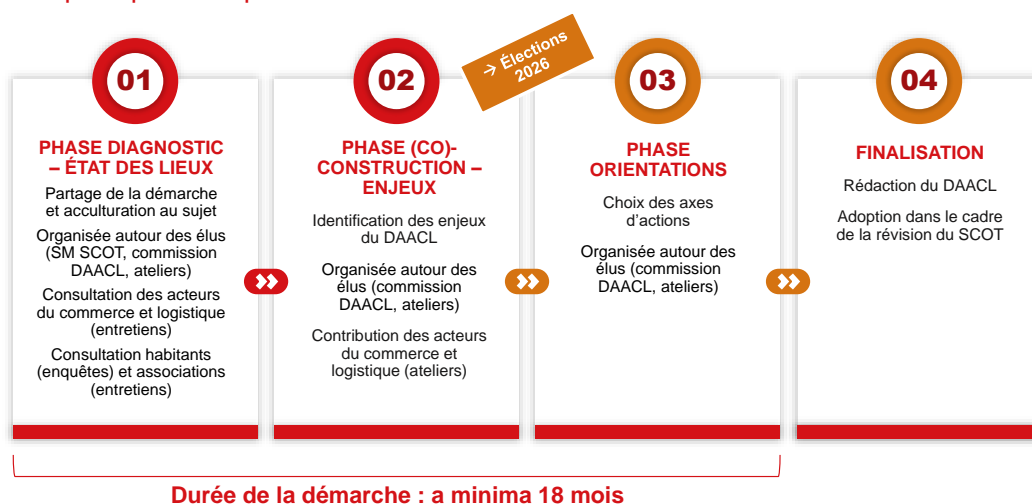 01
PHASE DIAGNOSTIC
– ÉTAT DES LIEUX
Partage de la démarche
et acculturation au sujet
Organisée autour des élus
(SM SCOT, commission
DAACL, ateliers)
Consultation des acteurs
du commerce et logistique
(entretiens)
Consultation habitants
(enquêtes) et associations
(entretiens)
02
PHASE (CO)-
CONSTRUCTION –
ENJEUX
Identification des enjeux
du DAACL
Organisée autour des
élus (commission
DAACL, ateliers)
Contribution des acteurs
du commerce et
logistique (ateliers)
→ Élections
2026
03
PHASE
ORIENTATIONS
Choix des axes
d’actions
Organisée autour des
élus (commission
DAACL, ateliers)
04
FINALISATION
Rédaction du DAACL
Adoption dans le cadre
de la révision du SCOT
Durée de la démarche : a minima 18 mois